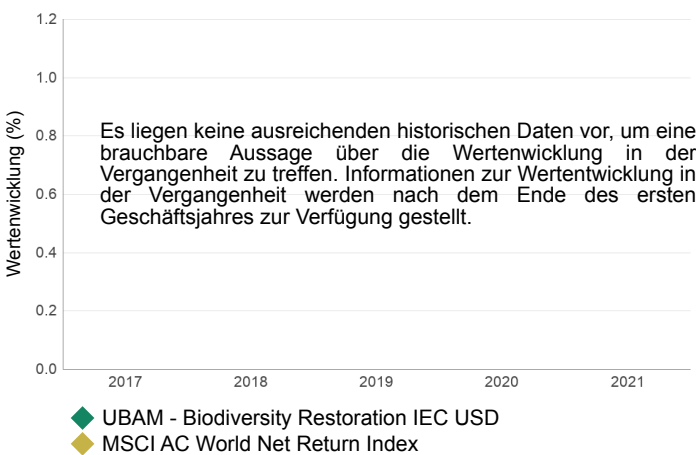 1.2
1.0
0.8
0.6
0.4
0.2
0.0
Wertenwicklung (%)
Es liegen keine ausreichenden historischen Daten vor, um eine
brauchbare Aussage über die Wertenwicklung in der
Vergangenheit zu treffen. Informationen zur Wertentwicklung in
der Vergangenheit werden nach dem Ende des ersten
Geschäftsjahres zur Verfügung gestellt.
2017 2018 2019 2020 2021
UBAM - Biodiversity Restoration IEC USD
MSCI AC World Net Return Index